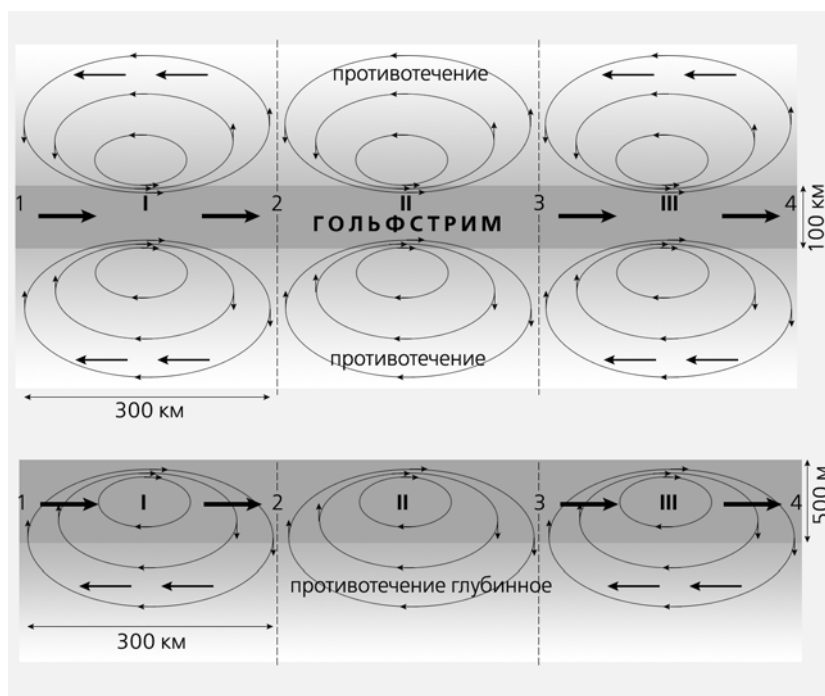 противотечение
1 I 2 II 3 III 4
ГОЛЬФСТРИМ
100 км
противотечение
300 км
1 I 2 II 3 III 4
500 м
противотечение глубинное
300 км